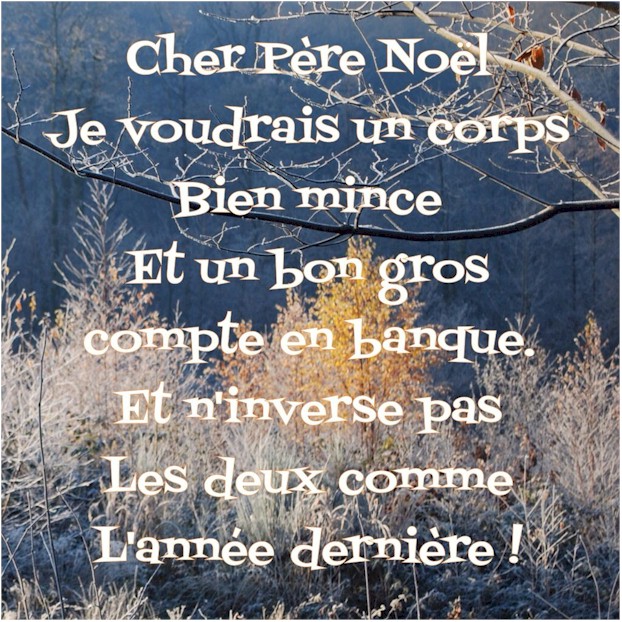 Cher Père Noël
Je voudrais un corps
Bien mince
Et un bon gros
compte en banque.
Et n'inverse pas
Les deux comme
L'année dernière !